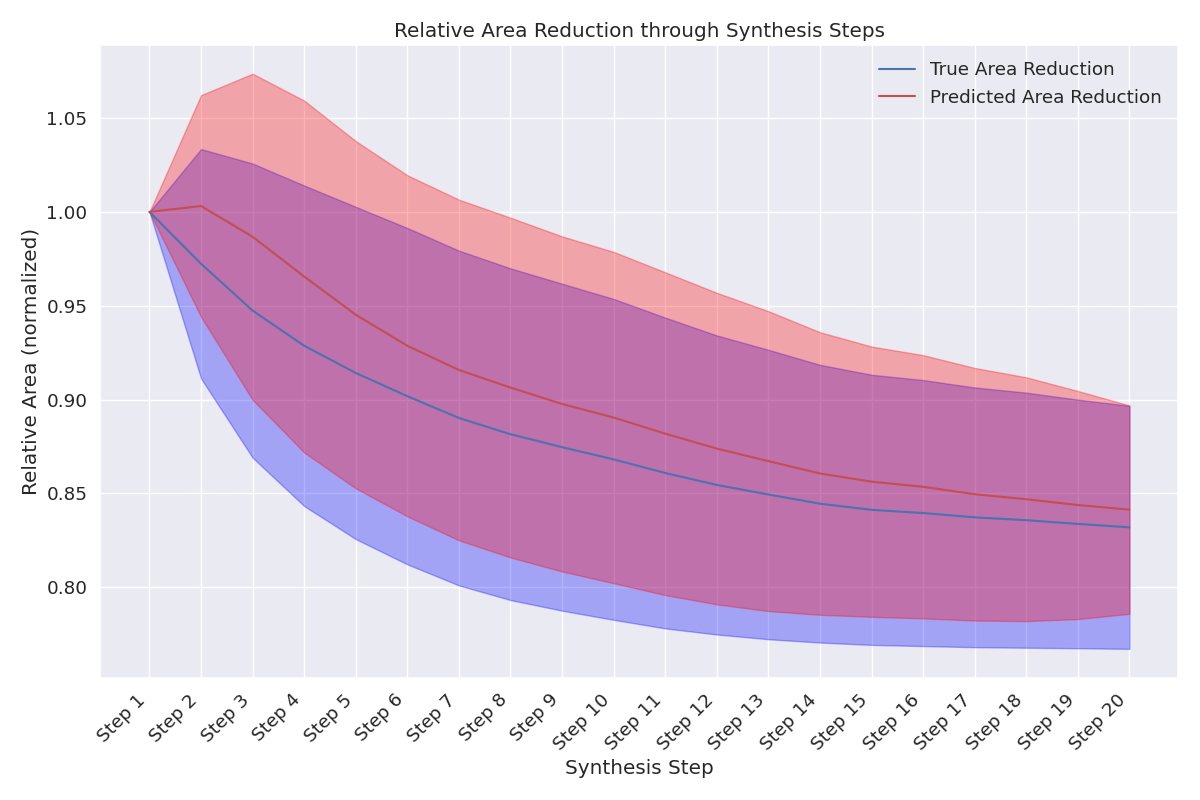 Relative Area Reduction through Synthesis Steps
True Area Reduction
Predicted Area Reduction
Relative Area (normalized)
1.05
1.00
0.95
0.90
0.85
0.80
Step 1
Step 2
Step 3
Step 4
Step 5
Step 6
Step 7
Step 8
Step 9
Step 10
Step 11
Step 12
Step 13
Step 14
Step 15
Step 16
Step 17
Step 18
Step 19
Step 20
Synthesis Step